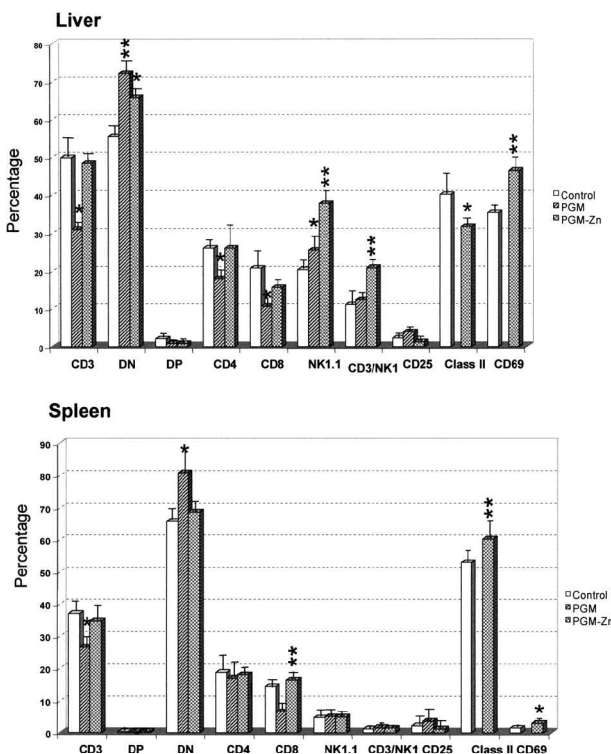 Liver
**
80
70
*
60
50
**
**
40
*
*
30
*
*
**
20
*
10
0
Percentage
Control
PGM
PGM-Zn
CD3 DN DP CD4 CD8 NK1.1 CD3/NK1 CD25 Class II CD69
Spleen
90
*
80
70
**
60
50
40
*
30
**
20
10
*
0
Percentage
Control
PGM
PGM-Zr
CD3 DP DN CD4 CD8 NK1.1 CD3/NK1 CD25 Class II CD69